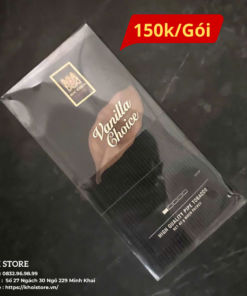 150k/Gói
Vanilla
Choice
HIGH QUALITY PIPE TOBACCO
STORE
: 0832.96.98.99
: Số 27 Ngách 30 Ngõ 229 Minh Khai
: https://khoistore.vn/